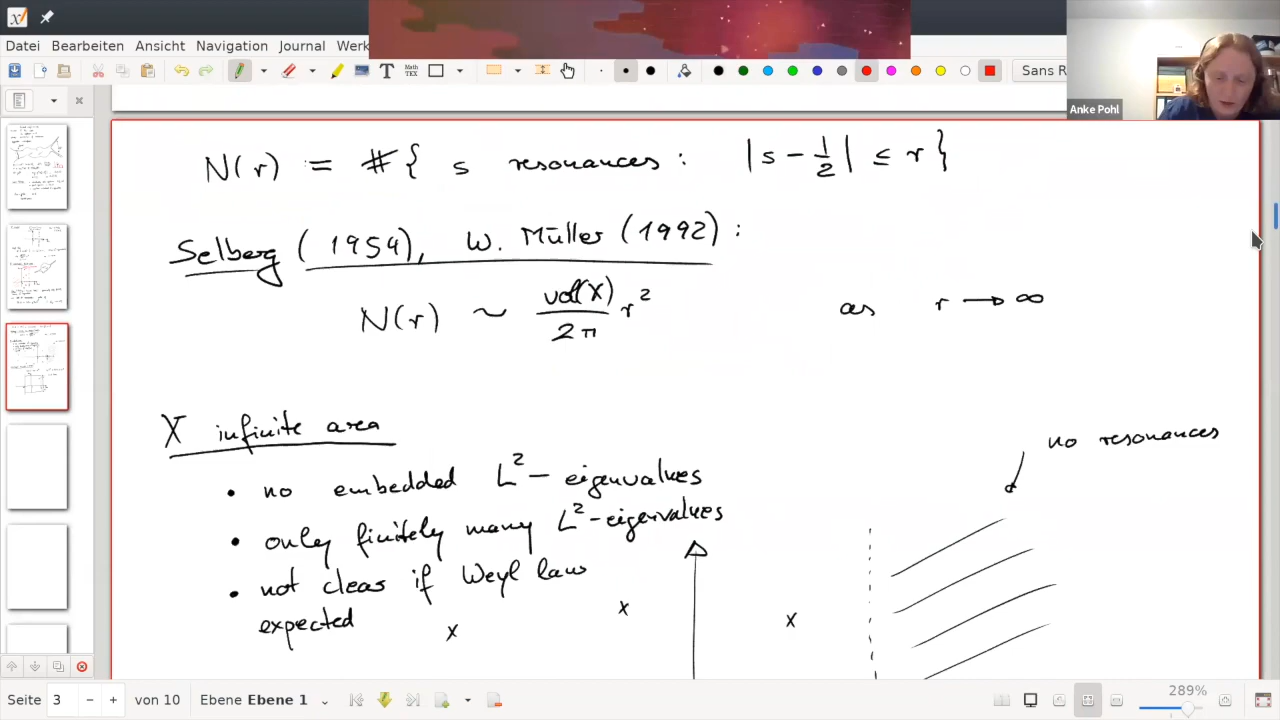 Datei Bearbeiten Ansicht Navigation Journal Werk
T Math TEX Sans R
Anke Pohl
N(r) := #{ s resonances : |s - 1/2| ≤ r }
Selberg (1954), W. Müller (1992) :
N(r) ~ vol(X)/2π r² as r → ∞
X infinite area
no resonances
• no embedded L² - eigenvalues
• only finitely many L² - eigenvalues
• not clear if Weyl law
expected
x x x
Seite 3 von 10 Ebene Ebene 1 289%